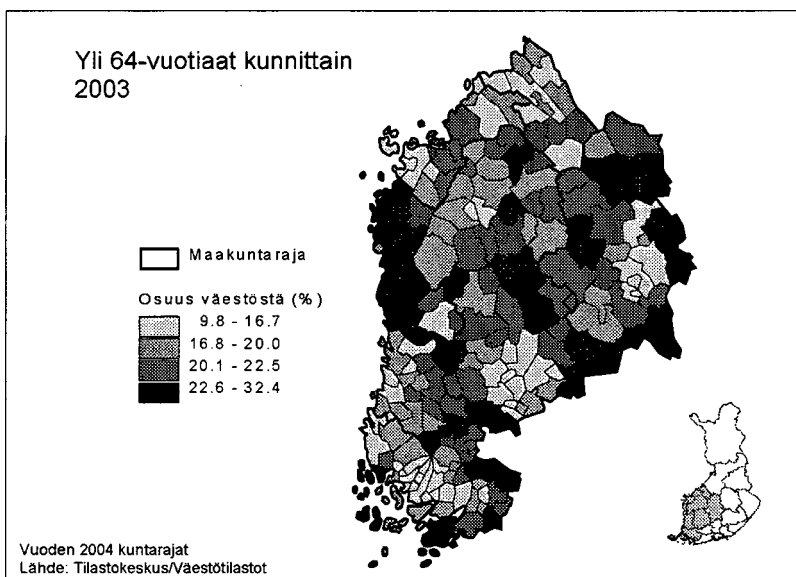 Yli 64-vuotiaat kunnittain
2003
Maakuntaraja
Osuus väestöstä (%)
9.8 - 16.7
16.8 - 20.0
20.1 - 22.5
22.6 - 32.4
Vuoden 2004 kuntarajat
Lähde: Tilastokeskus/Väestötilastot